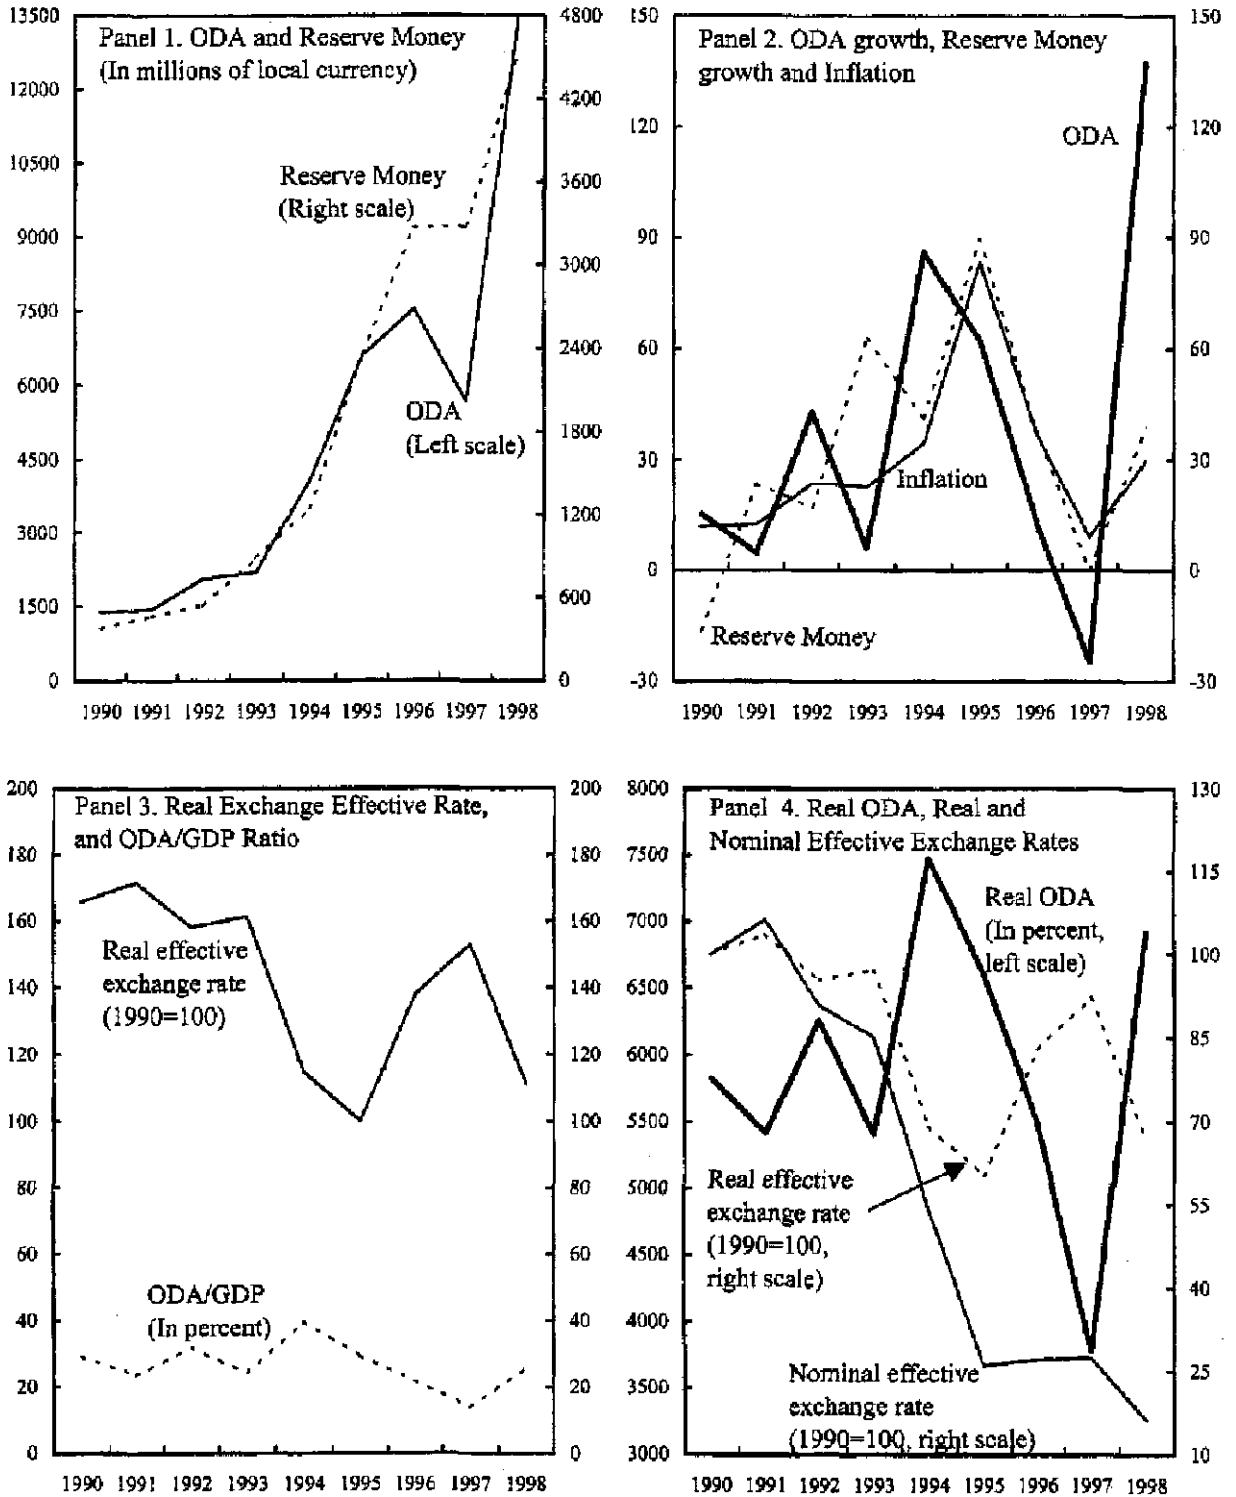 Panel 1. ODA and Reserve Money
(In millions of local currency)
13500
12000
10500
9000
7500
6000
4500
3000
1500
0
4800
4200
3600
3000
2400
1800
1200
600
0
Reserve Money
(Right scale)
ODA
(Left scale)
1990 1991 1992 1993 1994 1995 1996 1997 1998
Panel 2. ODA growth, Reserve Money
growth and Inflation
150
120
90
60
30
0
-30
150
120
90
60
30
0
-30
ODA
Inflation
Reserve Money
1990 1991 1992 1993 1994 1995 1996 1997 1998
Panel 3. Real Exchange Effective Rate,
and ODA/GDP Ratio
200
180
160
140
120
100
80
60
40
20
0
200
180
160
140
120
100
80
60
40
20
0
Real effective
exchange rate
(1990=100)
ODA/GDP
(In percent)
1990 1991 1992 1993 1994 1995 1996 1997 1998
Panel 4. Real ODA, Real and
Nominal Effective Exchange Rates
8000
7500
7000
6500
6000
5500
5000
4500
4000
3500
3000
130
115
100
85
70
55
40
25
10
Real ODA
(In percent,
left scale)
Real effective
exchange rate
(1990=100,
right scale)
Nominal effective
exchange rate
(1990=100, right scale)
1990 1991 1992 1993 1994 1995 1996 1997 1998